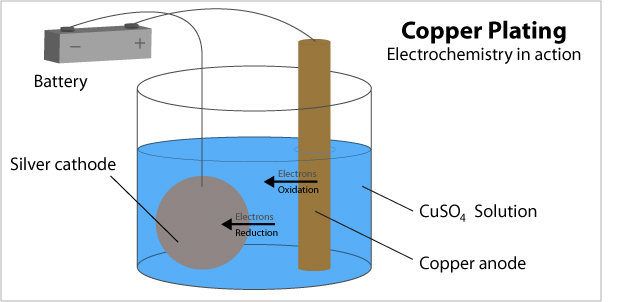 Copper Plating
Electrochemistry in action
− +
Battery
Silver cathode
Electrons
Oxidation
Electrons
Reduction
CuSO₄ Solution
Copper anode